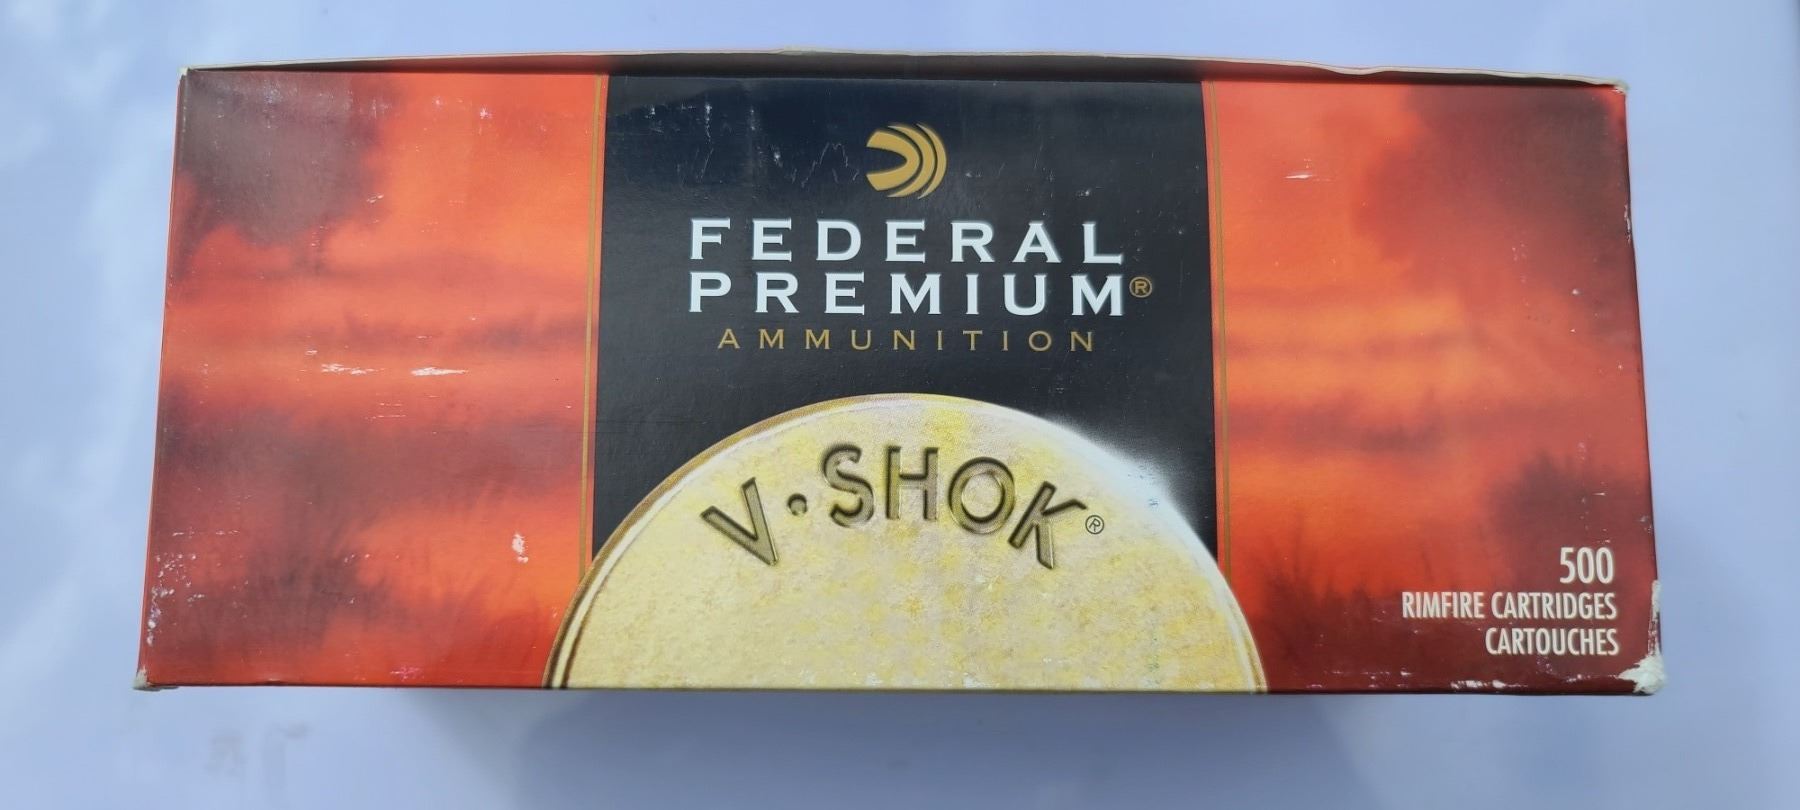 FEDERAL
PREMIUM®
AMMUNITION
V·SHOK®
500
RIMFIRE CARTRIDGES
CARTOUCHES